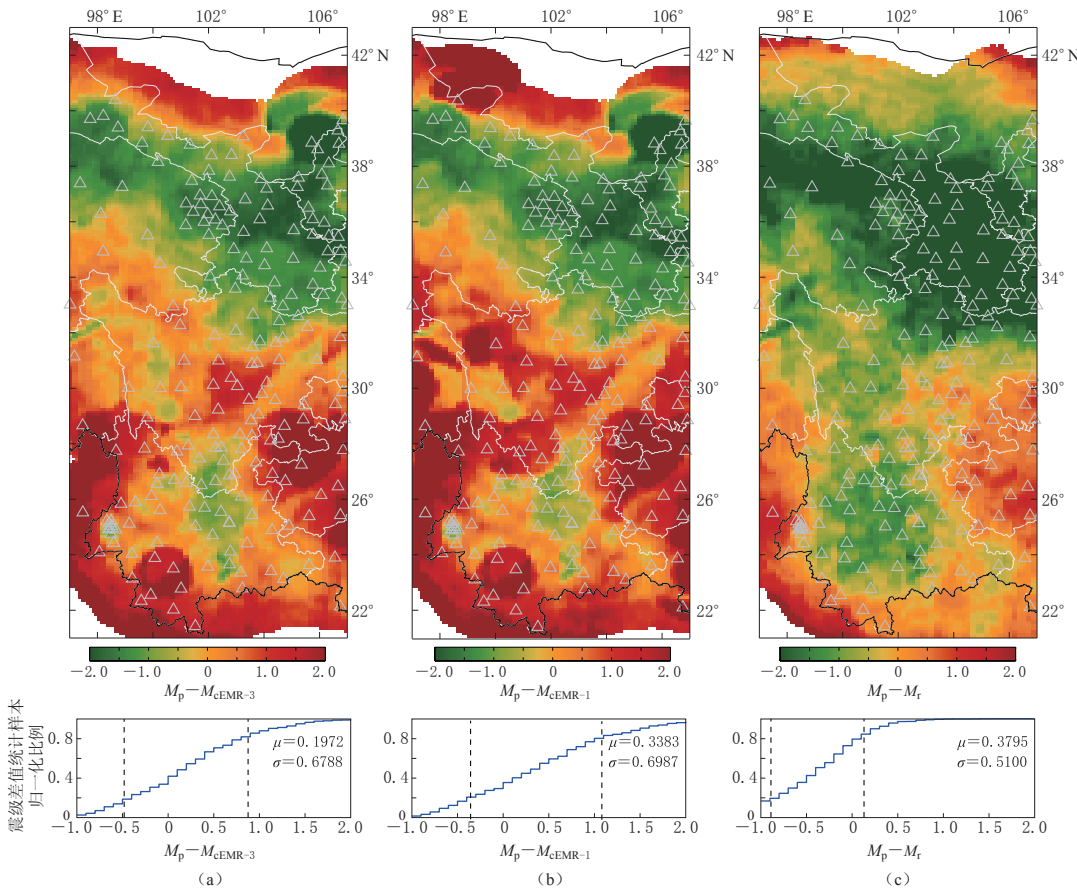 98° E 102° 106° 98° E 102° 106° 98° E 102° 106°
42° N 42° N 42° N
38° 38° 38°
34° 34° 34°
30° 30° 30°
26° 26° 26°
22° 22° 22°
−2.0 −1.0 0 1.0 2.0 −2.0 −1.0 0 1.0 2.0 −2.0 −1.0 0 1.0 2.0
Mp−McEMR-3 Mp−McEMR-1 Mp−Mr
震级差值统计样本
归一化比例
0.8 0.8 0.8
μ=0.1972 μ=0.3383 μ=0.3795
σ=0.6788 σ=0.6987 σ=0.5100
0.4 0.4 0.4
0 0 0
−1.0 −0.5 0 0.5 1.0 1.5 2.0 −1.0 −0.5 0 0.5 1.0 1.5 2.0 −1.0 −0.5 0 0.5 1.0 1.5 2.0
Mp−McEMR-3 Mp−McEMR-1 Mp−Mr
(a) (b) (c)